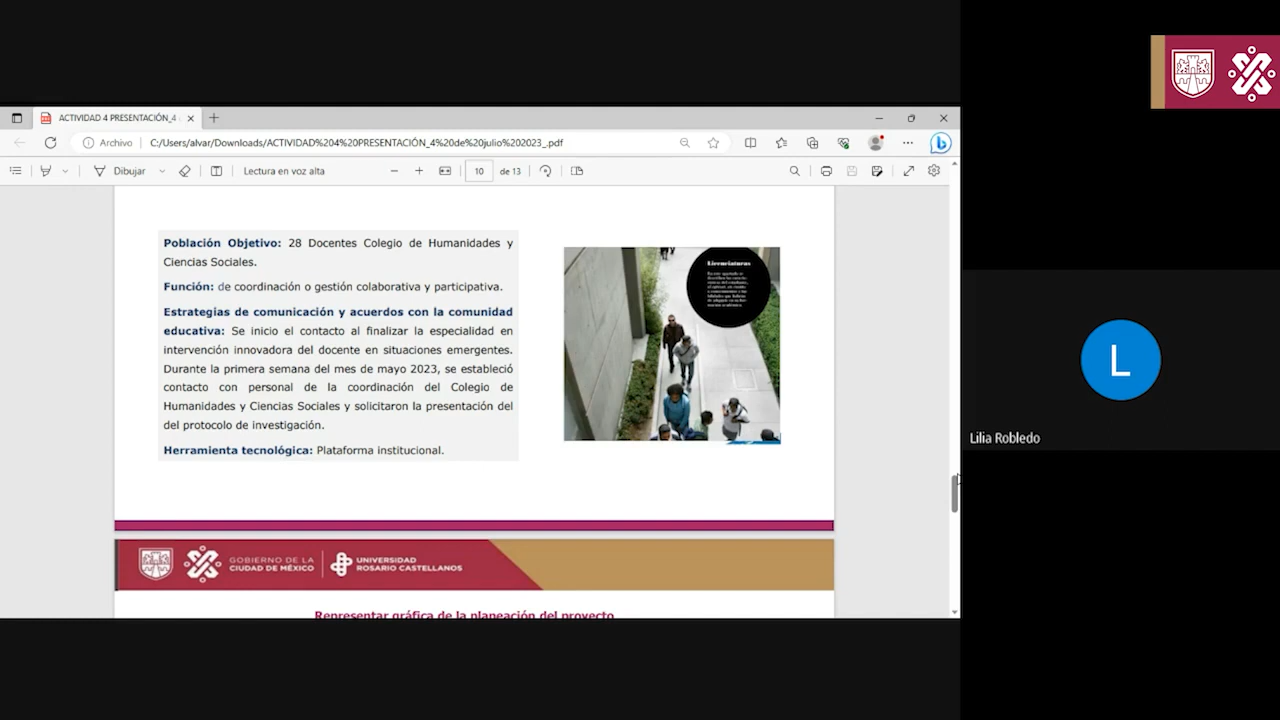 ACTIVIDAD 4 PRESENTACIÓN_4
Archivo
C:/Users/alvar/Downloads/ACTIVIDAD%204%20PRESENTACIÓN_4%20de%20julio%202023_.pdf
Dibujar
Lectura en voz alta
10
de 13
Población Objetivo: 28 Docentes Colegio de Humanidades y
Ciencias Sociales.
Función: de coordinación o gestión colaborativa y participativa.
Estrategias de comunicación y acuerdos con la comunidad
educativa: Se inicio el contacto al finalizar la especialidad en
intervención innovadora del docente en situaciones emergentes.
Durante la primera semana del mes de mayo 2023, se estableció
contacto con personal de la coordinación del Colegio de
Humanidades y Ciencias Sociales y solicitaron la presentación del
del protocolo de investigación.
Herramienta tecnológica: Plataforma institucional.
Licenciaturas
GOBIERNO DE LA
CIUDAD DE MÉXICO
UNIVERSIDAD
ROSARIO CASTELLANOS
Representar gráfica de la planeación del proyecto
L
Lilia Robledo